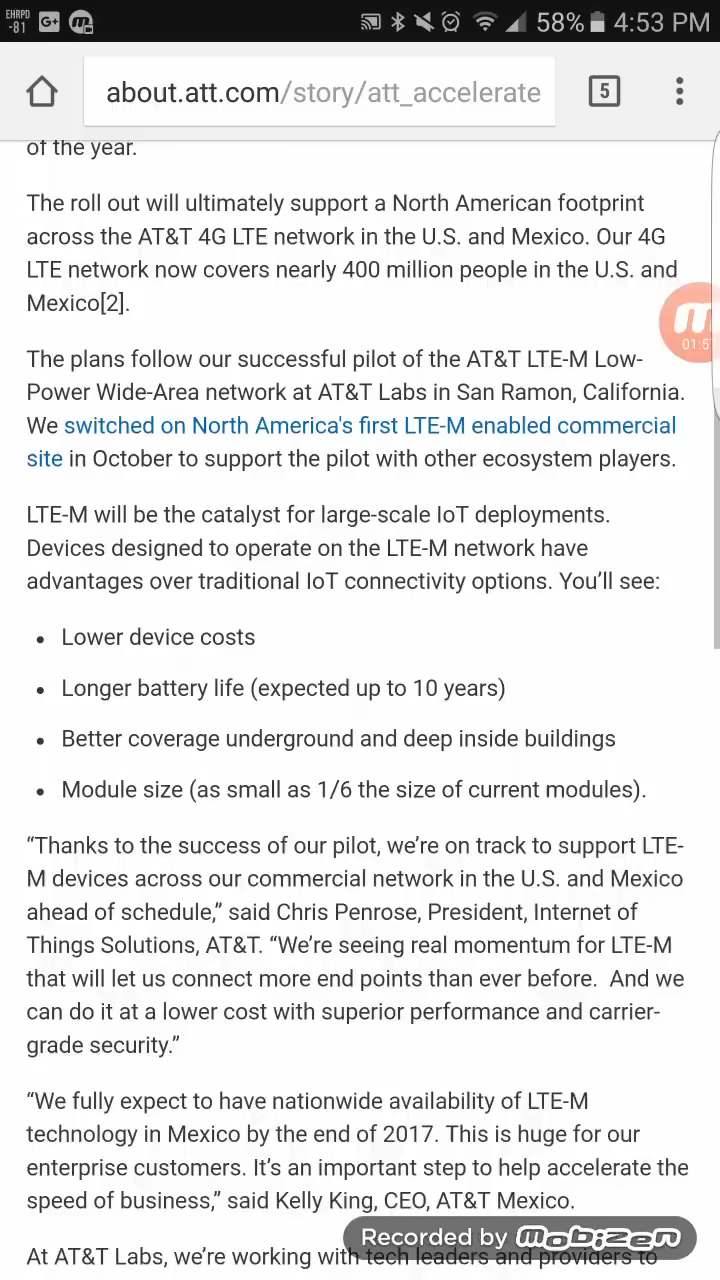 EHRPD
-81
G+
58%
4:53 PM
about.att.com/story/att_accelerate
5
of the year.
The roll out will ultimately support a North American footprint
across the AT&T 4G LTE network in the U.S. and Mexico. Our 4G
LTE network now covers nearly 400 million people in the U.S. and
Mexico[2].
01:5
The plans follow our successful pilot of the AT&T LTE-M Low-
Power Wide-Area network at AT&T Labs in San Ramon, California.
We switched on North America's first LTE-M enabled commercial
site in October to support the pilot with other ecosystem players.
LTE-M will be the catalyst for large-scale IoT deployments.
Devices designed to operate on the LTE-M network have
advantages over traditional IoT connectivity options. You’ll see:
• Lower device costs
• Longer battery life (expected up to 10 years)
• Better coverage underground and deep inside buildings
• Module size (as small as 1/6 the size of current modules).
“Thanks to the success of our pilot, we’re on track to support LTE-
M devices across our commercial network in the U.S. and Mexico
ahead of schedule,” said Chris Penrose, President, Internet of
Things Solutions, AT&T. “We’re seeing real momentum for LTE-M
that will let us connect more end points than ever before.  And we
can do it at a lower cost with superior performance and carrier-
grade security.”
“We fully expect to have nationwide availability of LTE-M
technology in Mexico by the end of 2017. This is huge for our
enterprise customers. It’s an important step to help accelerate the
speed of business,” said Kelly King, CEO, AT&T Mexico.
Recorded by mobizen
At AT&T Labs, we’re working with tech leaders and providers to